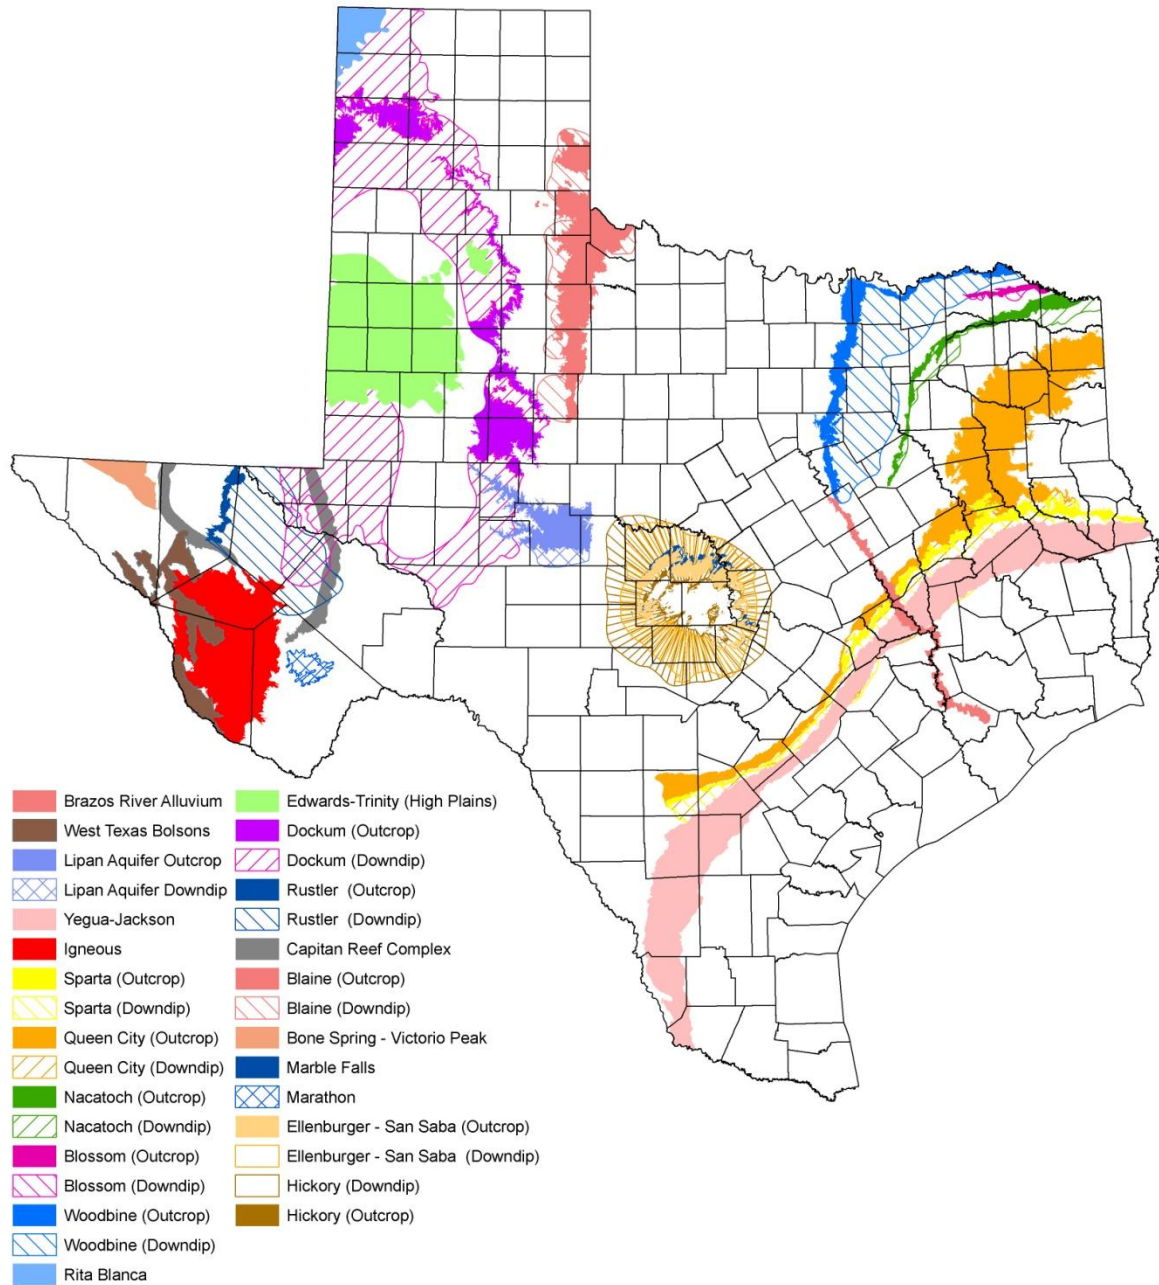 Brazos River Alluvium
West Texas Bolsons
Lipan Aquifer Outcrop
Lipan Aquifer Downdip
Yegua-Jackson
Igneous
Sparta (Outcrop)
Sparta (Downdip)
Queen City (Outcrop)
Queen City (Downdip)
Nacatoch (Outcrop)
Nacatoch (Downdip)
Blossom (Outcrop)
Blossom (Downdip)
Woodbine (Outcrop)
Woodbine (Downdip)
Rita Blanca
Edwards-Trinity (High Plains)
Dockum (Outcrop)
Dockum (Downdip)
Rustler (Outcrop)
Rustler (Downdip)
Capitan Reef Complex
Blaine (Outcrop)
Blaine (Downdip)
Bone Spring - Victorio Peak
Marble Falls
Marathon
Ellenburger - San Saba (Outcrop)
Ellenburger - San Saba (Downdip)
Hickory (Downdip)
Hickory (Outcrop)